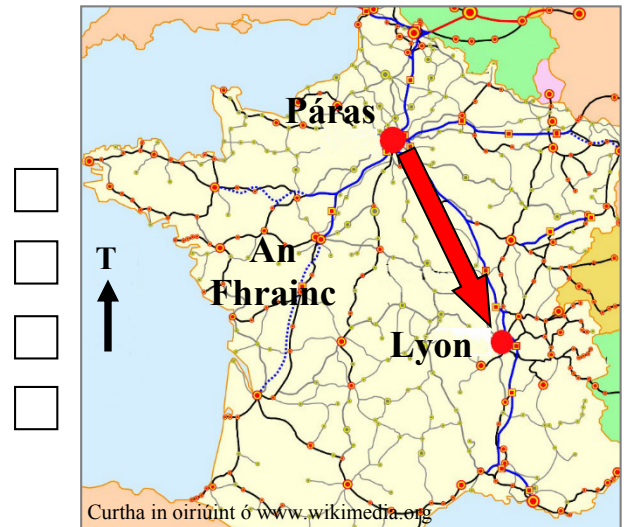 Páras
T
An
Fhrainc
Lyon
Curtha in oiriúint ó www.wikimedia.org